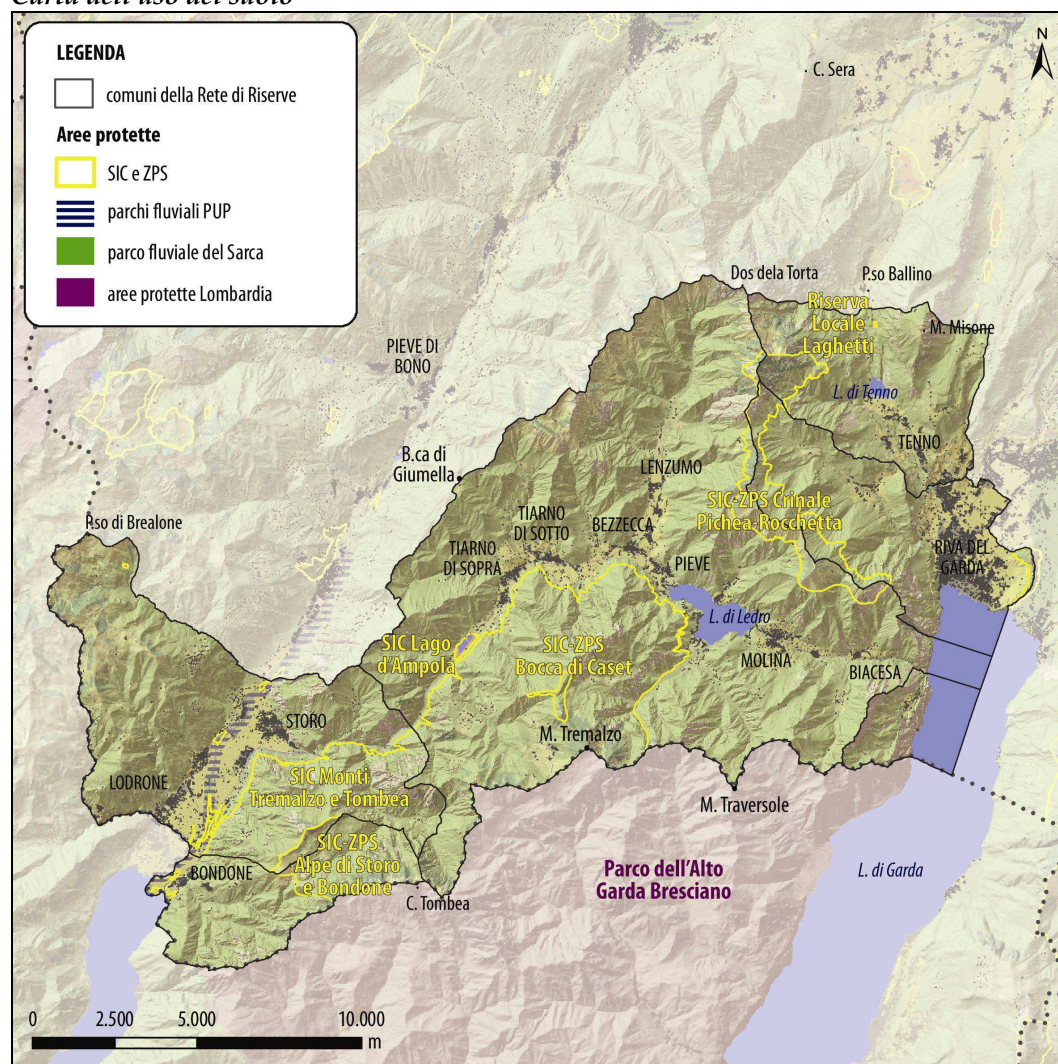 Carta dell'uso del suolo
LEGENDA
comuni della Rete di Riserve
Aree protette
SIC e ZPS
parchi fluviali PUP
parco fluviale del Sarca
aree protette Lombardia
N
C. Sera
Dos dela Torta
P.so Ballino
Riserva
Locale
Laghetti
M. Misone
PIEVE DI
BONO
L. di Tenno
TENNO
B.ca di
Giumella
LENZUMO
SIC-ZPS Crinale
Pichea-Rocchetta
P.so di Brealone
TIARNO
DI SOTTO
BEZZECCA
TIARNO
DI SOPRA
PIEVE
RIVA DEL
GARDA
L. di Ledro
SIC Lago
d'Ampola
SIC-ZPS
Bocca di Caset
MOLINA
BIACESA
STORO
M. Tremalzo
LODRONE
SIC Monti
Tremalzo e Tombea
M. Traversole
SIC-ZPS
Alpe di Storo
e Bondone
BONDONE
C. Tombea
Parco dell'Alto
Garda Bresciano
L. di Garda
0 2.500 5.000 10.000
m